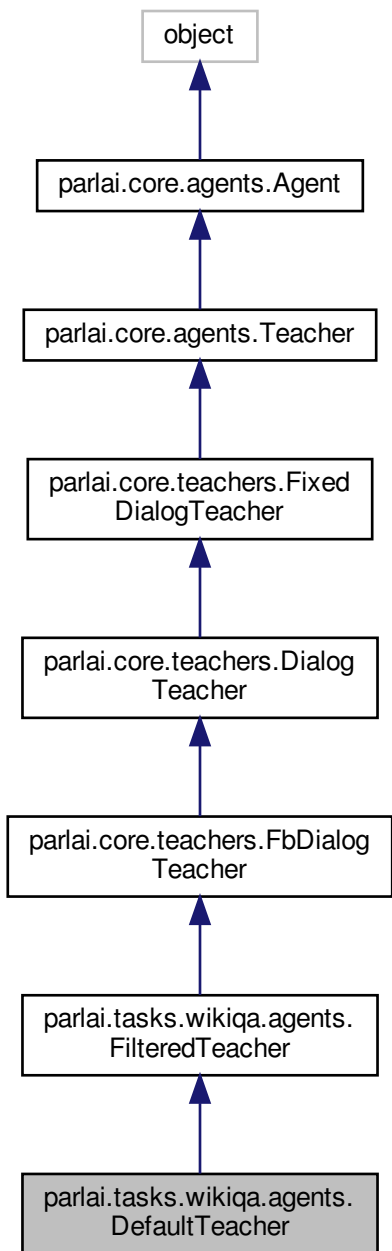 object
parlai.core.agents.Agent
parlai.core.agents.Teacher
parlai.core.teachers.Fixed
DialogTeacher
parlai.core.teachers.Dialog
Teacher
parlai.core.teachers.FbDialog
Teacher
parlai.tasks.wikiqa.agents.
FilteredTeacher
parlai.tasks.wikiqa.agents.
DefaultTeacher